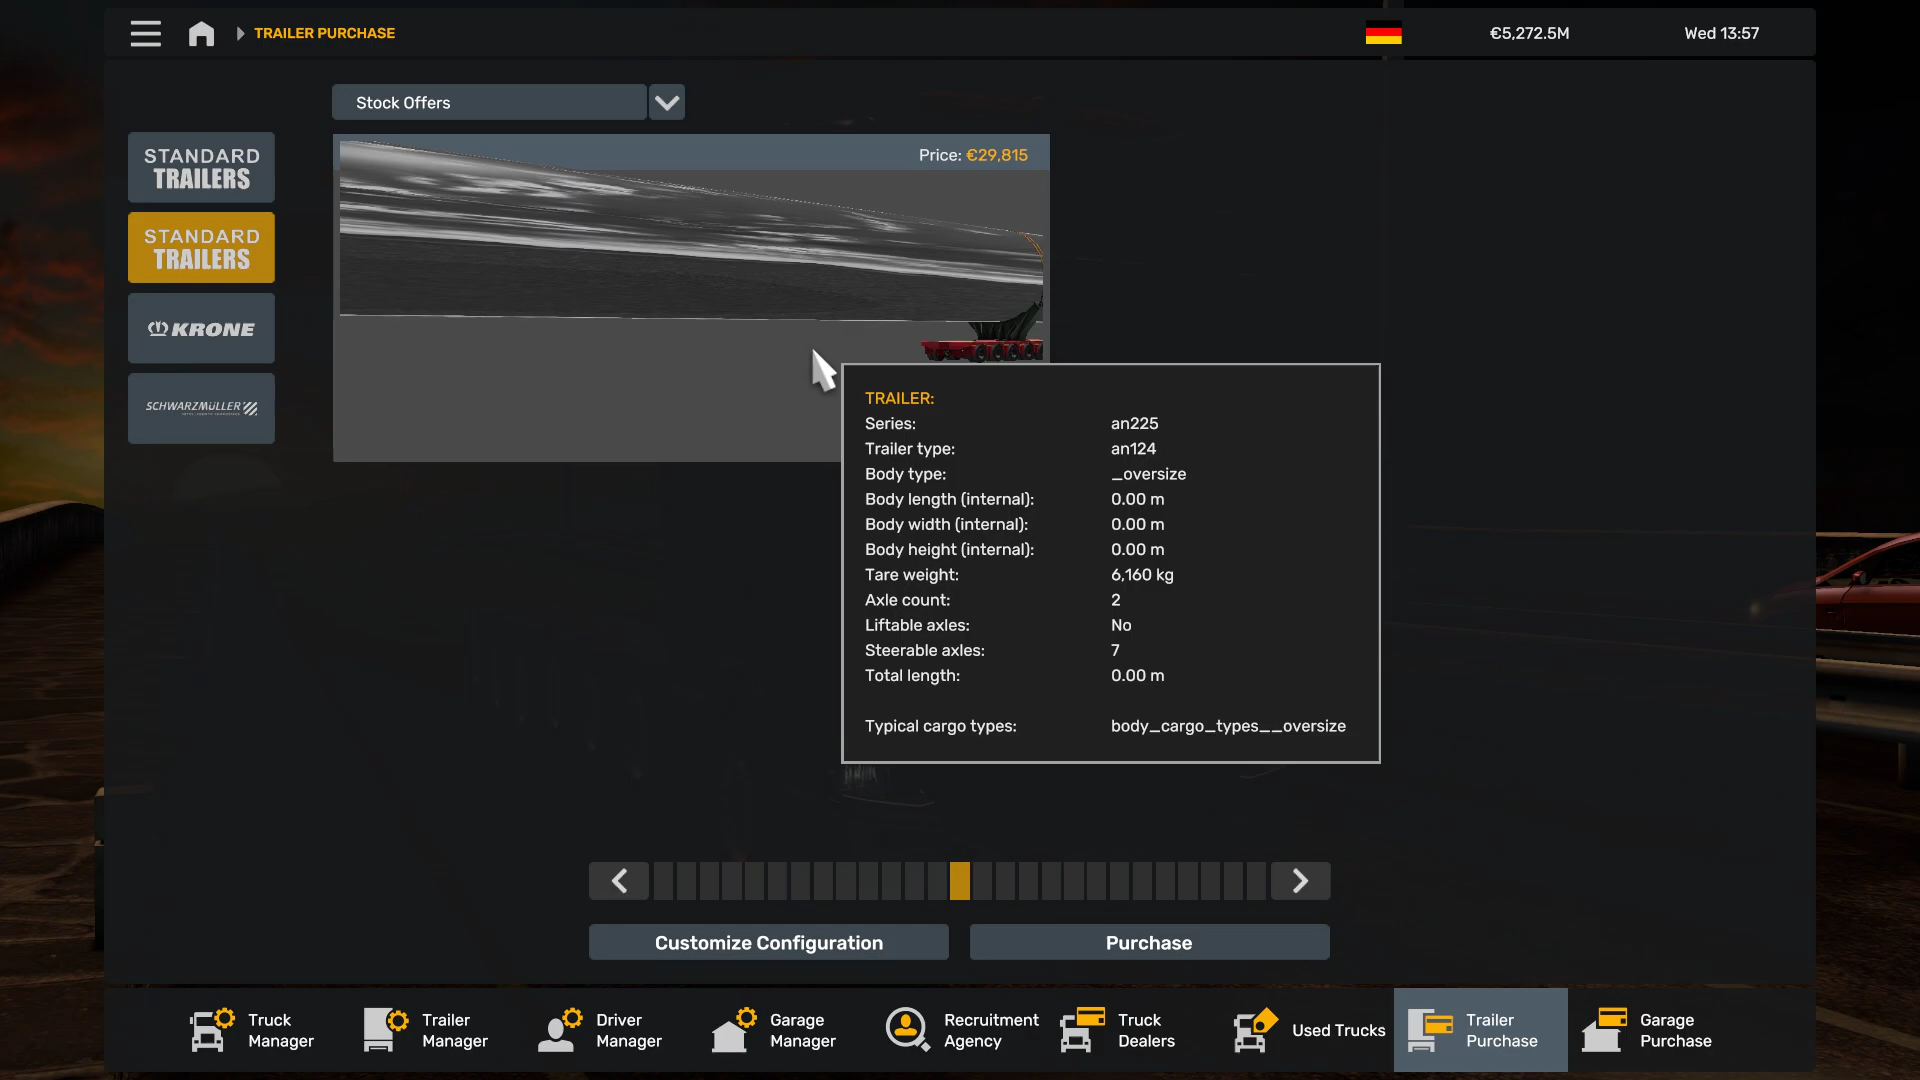 TRAILER PURCHASE
€5,272.5M
Wed 13:57
Stock Offers
STANDARD
TRAILERS
STANDARD
TRAILERS
KRONE
SCHWARZMÜLLER
Price: €29,815
TRAILER:
Series: an225
Trailer type: an124
Body type: _oversize
Body length (internal): 0.00 m
Body width (internal): 0.00 m
Body height (internal): 0.00 m
Tare weight: 6,160 kg
Axle count: 2
Liftable axles: No
Steerable axles: 7
Total length: 0.00 m
Typical cargo types: body_cargo_types__oversize
Customize Configuration
Purchase
Truck
Manager
Trailer
Manager
Driver
Manager
Garage
Manager
Recruitment
Agency
Truck
Dealers
Used Trucks
Trailer
Purchase
Garage
Purchase